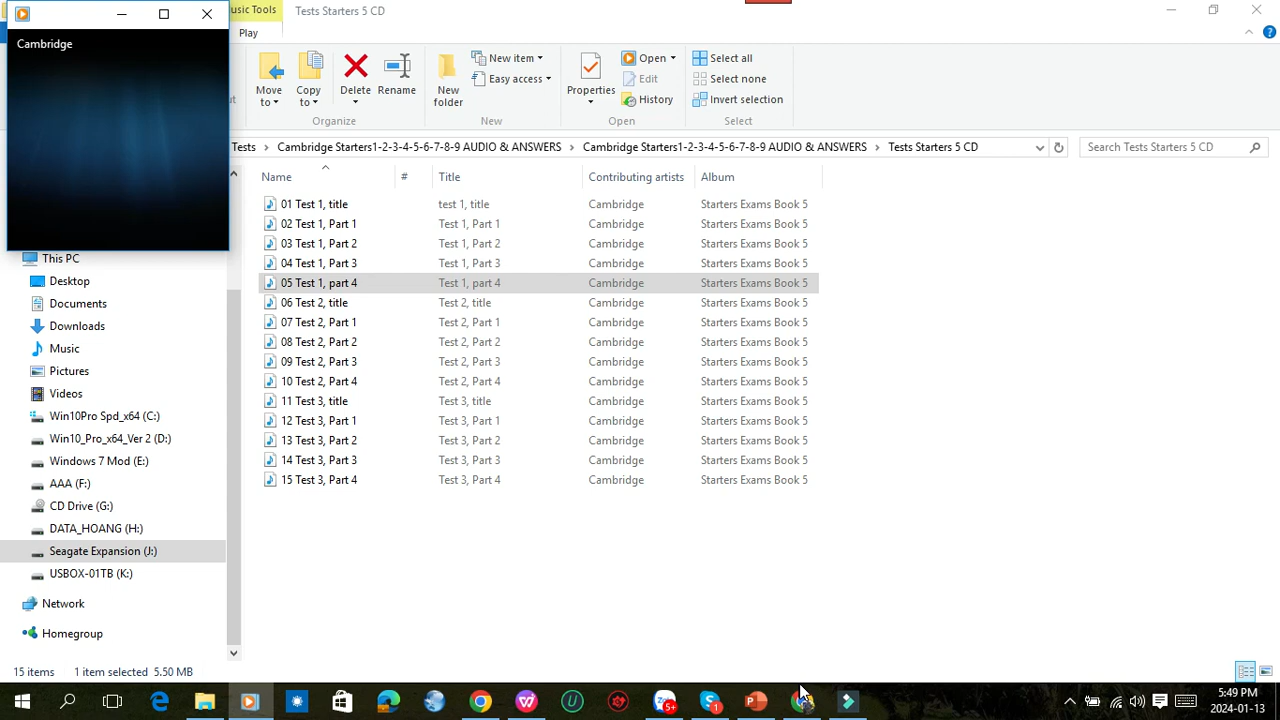 Cambridge
usic Tools
Tests Starters 5 CD
Play
Move to
Copy to
Delete
Rename
New folder
New item
Easy access
Properties
Open
Edit
History
Select all
Select none
Invert selection
Organize
New
Open
Select
Tests
Cambridge Starters1-2-3-4-5-6-7-8-9 AUDIO & ANSWERS
Cambridge Starters1-2-3-4-5-6-7-8-9 AUDIO & ANSWERS
Tests Starters 5 CD
Search Tests Starters 5 CD
Name # Title Contributing artists Album
01 Test 1, title test 1, title Cambridge Starters Exams Book 5
02 Test 1, Part 1 Test 1, Part 1 Cambridge Starters Exams Book 5
03 Test 1, Part 2 Test 1, Part 2 Cambridge Starters Exams Book 5
04 Test 1, Part 3 Test 1, Part 3 Cambridge Starters Exams Book 5
05 Test 1, part 4 Test 1, part 4 Cambridge Starters Exams Book 5
06 Test 2, title Test 2, title Cambridge Starters Exams Book 5
07 Test 2, Part 1 Test 2, Part 1 Cambridge Starters Exams Book 5
08 Test 2, Part 2 Test 2, Part 2 Cambridge Starters Exams Book 5
09 Test 2, Part 3 Test 2, Part 3 Cambridge Starters Exams Book 5
10 Test 2, Part 4 Test 2, Part 4 Cambridge Starters Exams Book 5
11 Test 3, title Test 3, title Cambridge Starters Exams Book 5
12 Test 3, Part 1 Test 3, Part 1 Cambridge Starters Exams Book 5
13 Test 3, Part 2 Test 3, Part 2 Cambridge Starters Exams Book 5
14 Test 3, Part 3 Test 3, Part 3 Cambridge Starters Exams Book 5
15 Test 3, Part 4 Test 3, Part 4 Cambridge Starters Exams Book 5
This PC
Desktop
Documents
Downloads
Music
Pictures
Videos
Win10Pro Spd_x64 (C:)
Win10_Pro_x64_Ver 2 (D:)
Windows 7 Mod (E:)
AAA (F:)
CD Drive (G:)
DATA_HOANG (H:)
Seagate Expansion (J:)
USBOX-01TB (K:)
Network
Homegroup
15 items 1 item selected 5.50 MB
5:49 PM
2024-01-13